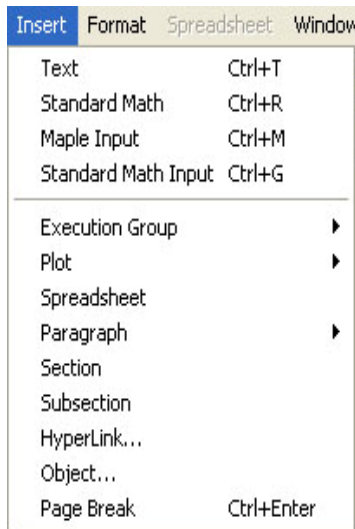 Insert Format Spreadsheet Window
Text Ctrl+T
Standard Math Ctrl+R
Maple Input Ctrl+M
Standard Math Input Ctrl+G
Execution Group
Plot
Spreadsheet
Paragraph
Section
Subsection
HyperLink...
Object...
Page Break Ctrl+Enter